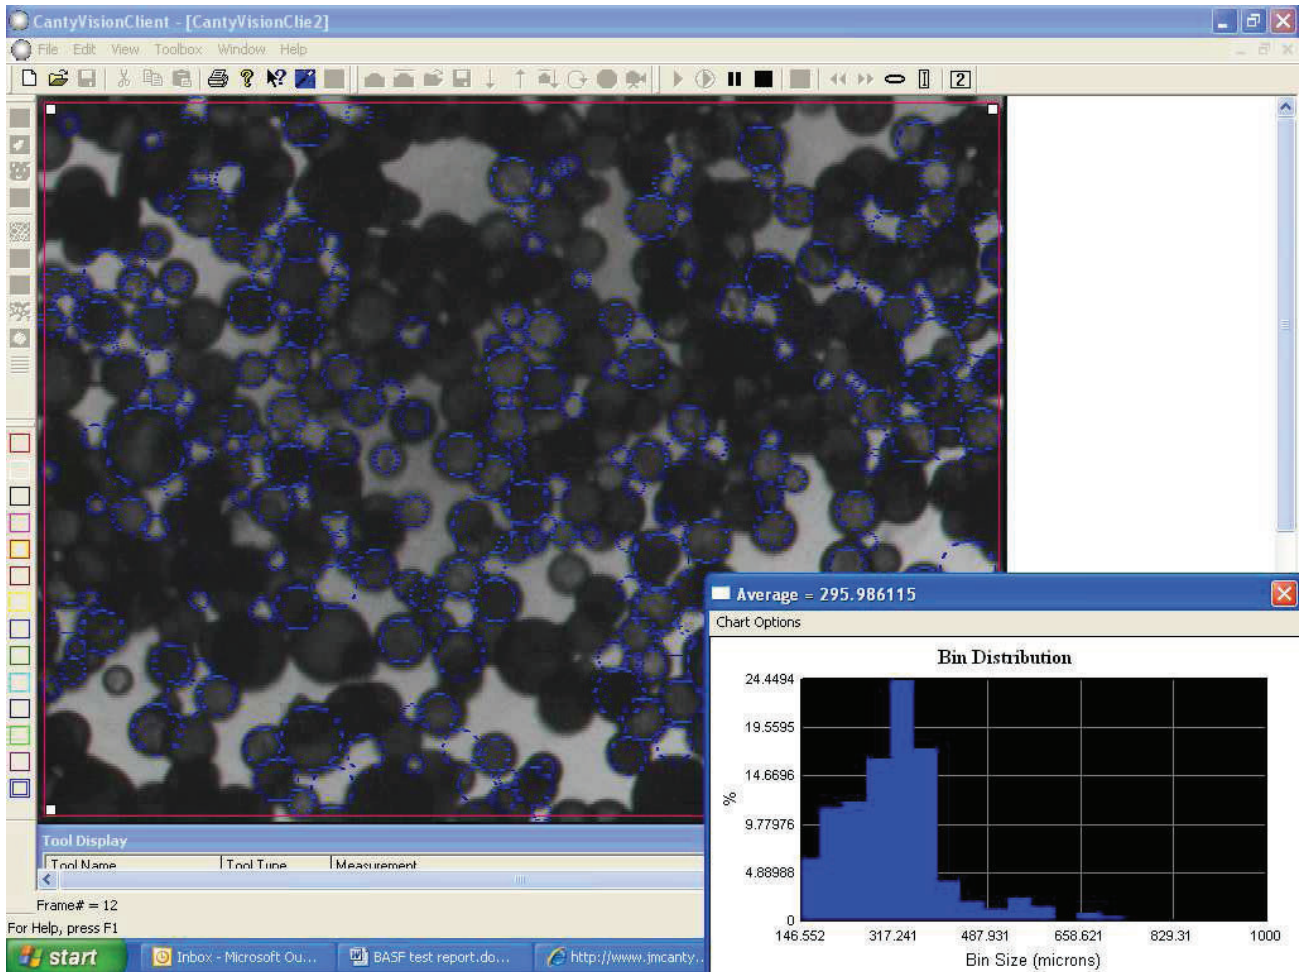 CantyVisionClient - [CantyVisionClie2]
File Edit View Toolbox Window Help
2
Average = 295.986115
Chart Options
Bin Distribution
24.4494
19.5595
14.6696
9.77976
4.88988
0
%
146.552 317.241 487.931 658.621 829.31 1000
Bin Size (microns)
Tool Display
Tool Name Tool Type Measurement
Frame# = 12
For Help, press F1
start Inbox - Microsoft Ou... BASF test report.do... http://www.jmcanty...